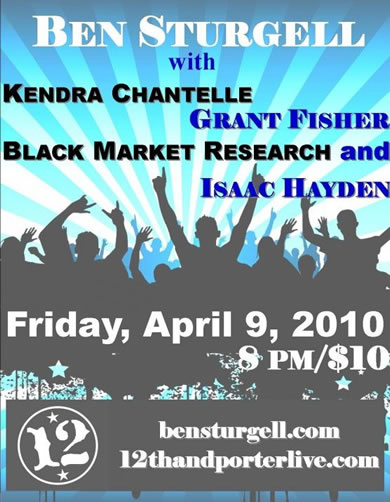 BEN STURGELL
with
KENDRA CHANTELLE
GRANT FISHER
BLACK MARKET RESEARCH and
ISAAC HAYDEN
Friday, April 9, 2010
8 PM/$10
12
bensturgell.com
12thandporterlive.com